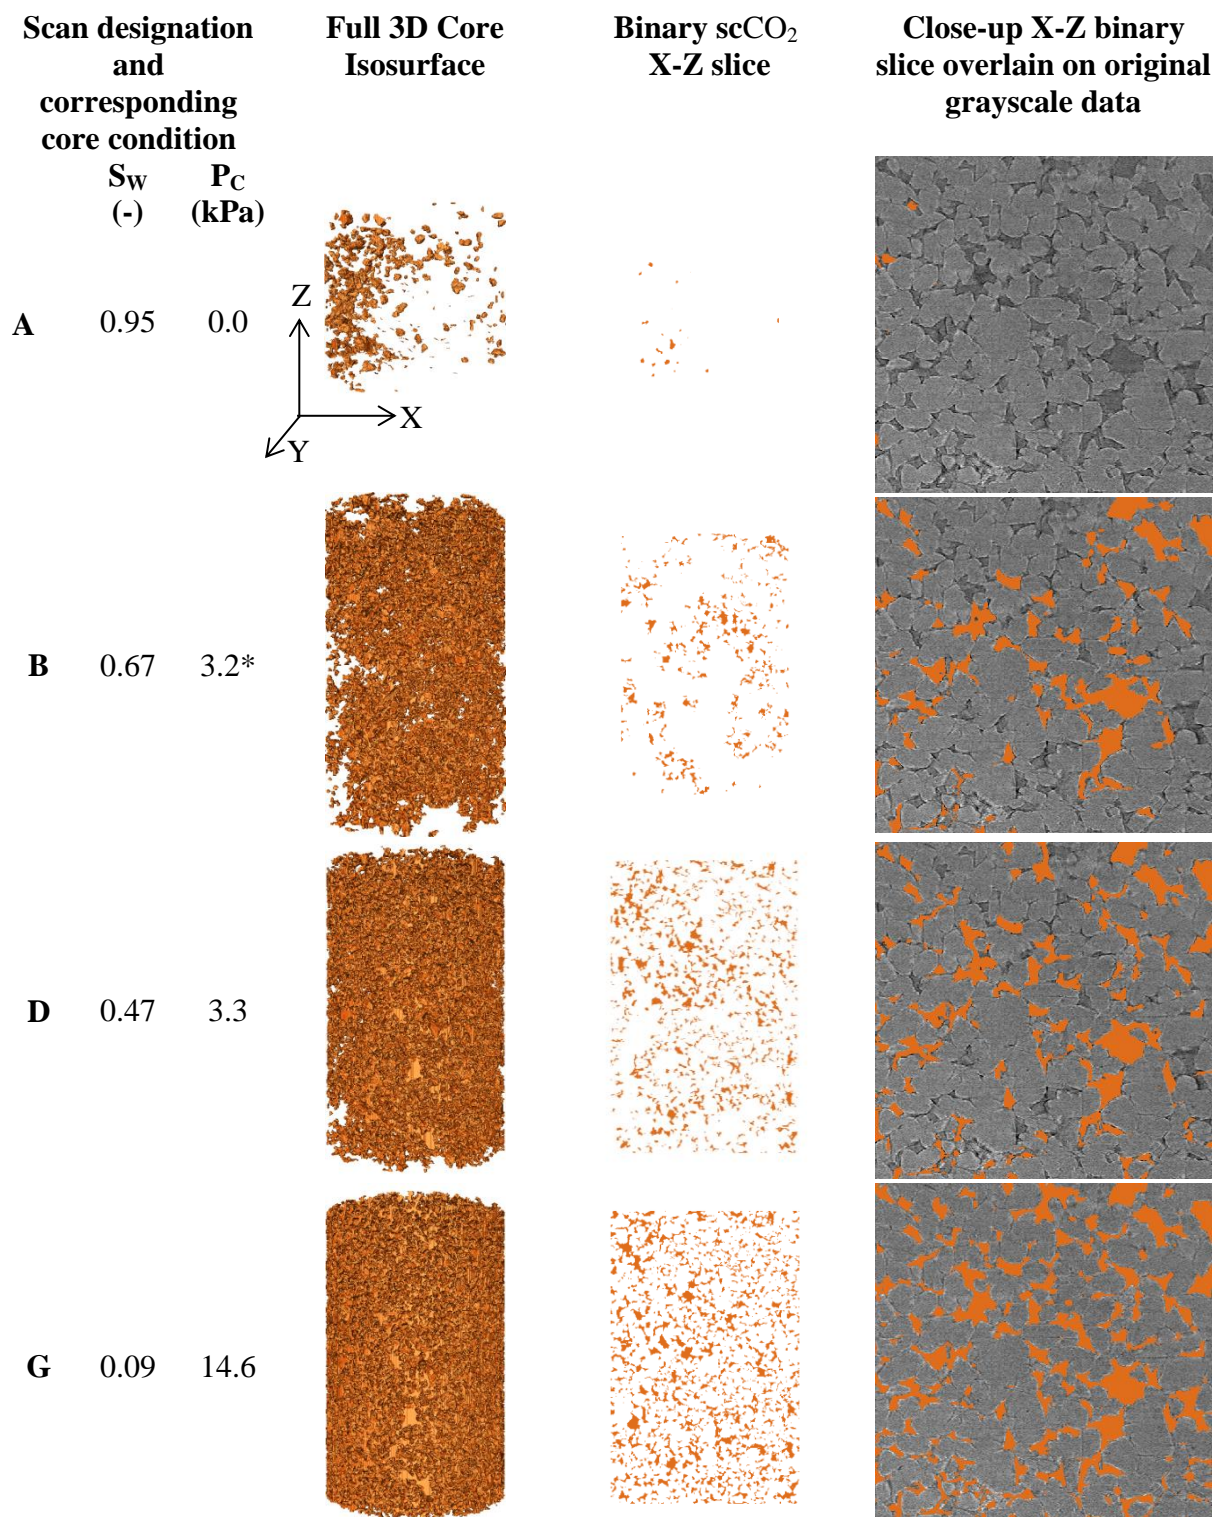 Scan designation
and
corresponding
core condition
Full 3D Core
Isosurface
Binary scCO₂
X-Z slice
Close-up X-Z binary
slice overlain on original
grayscale data
S_W P_C
(-) (kPa)
A 0.95 0.0
Z
X
Y
B 0.67 3.2*
D 0.47 3.3
G 0.09 14.6